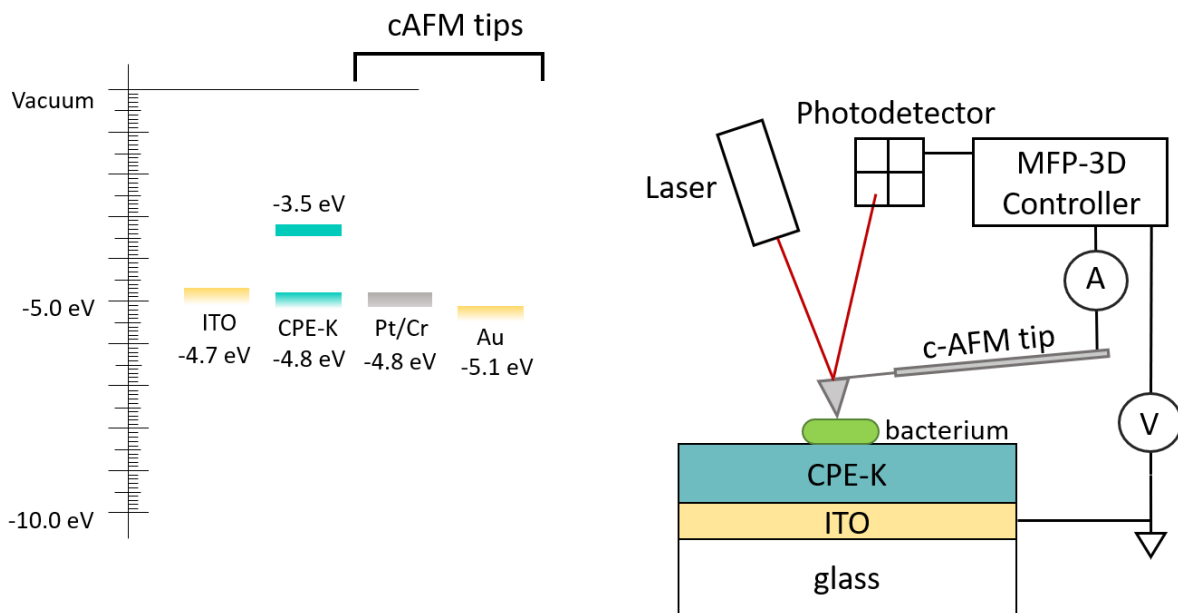 cAFM tips
Vacuum
-3.5 eV
-5.0 eV
ITO
-4.7 eV
CPE-K
-4.8 eV
Pt/Cr
-4.8 eV
Au
-5.1 eV
-10.0 eV
Photodetector
Laser
MFP-3D
Controller
A
c-AFM tip
V
bacterium
CPE-K
ITO
glass